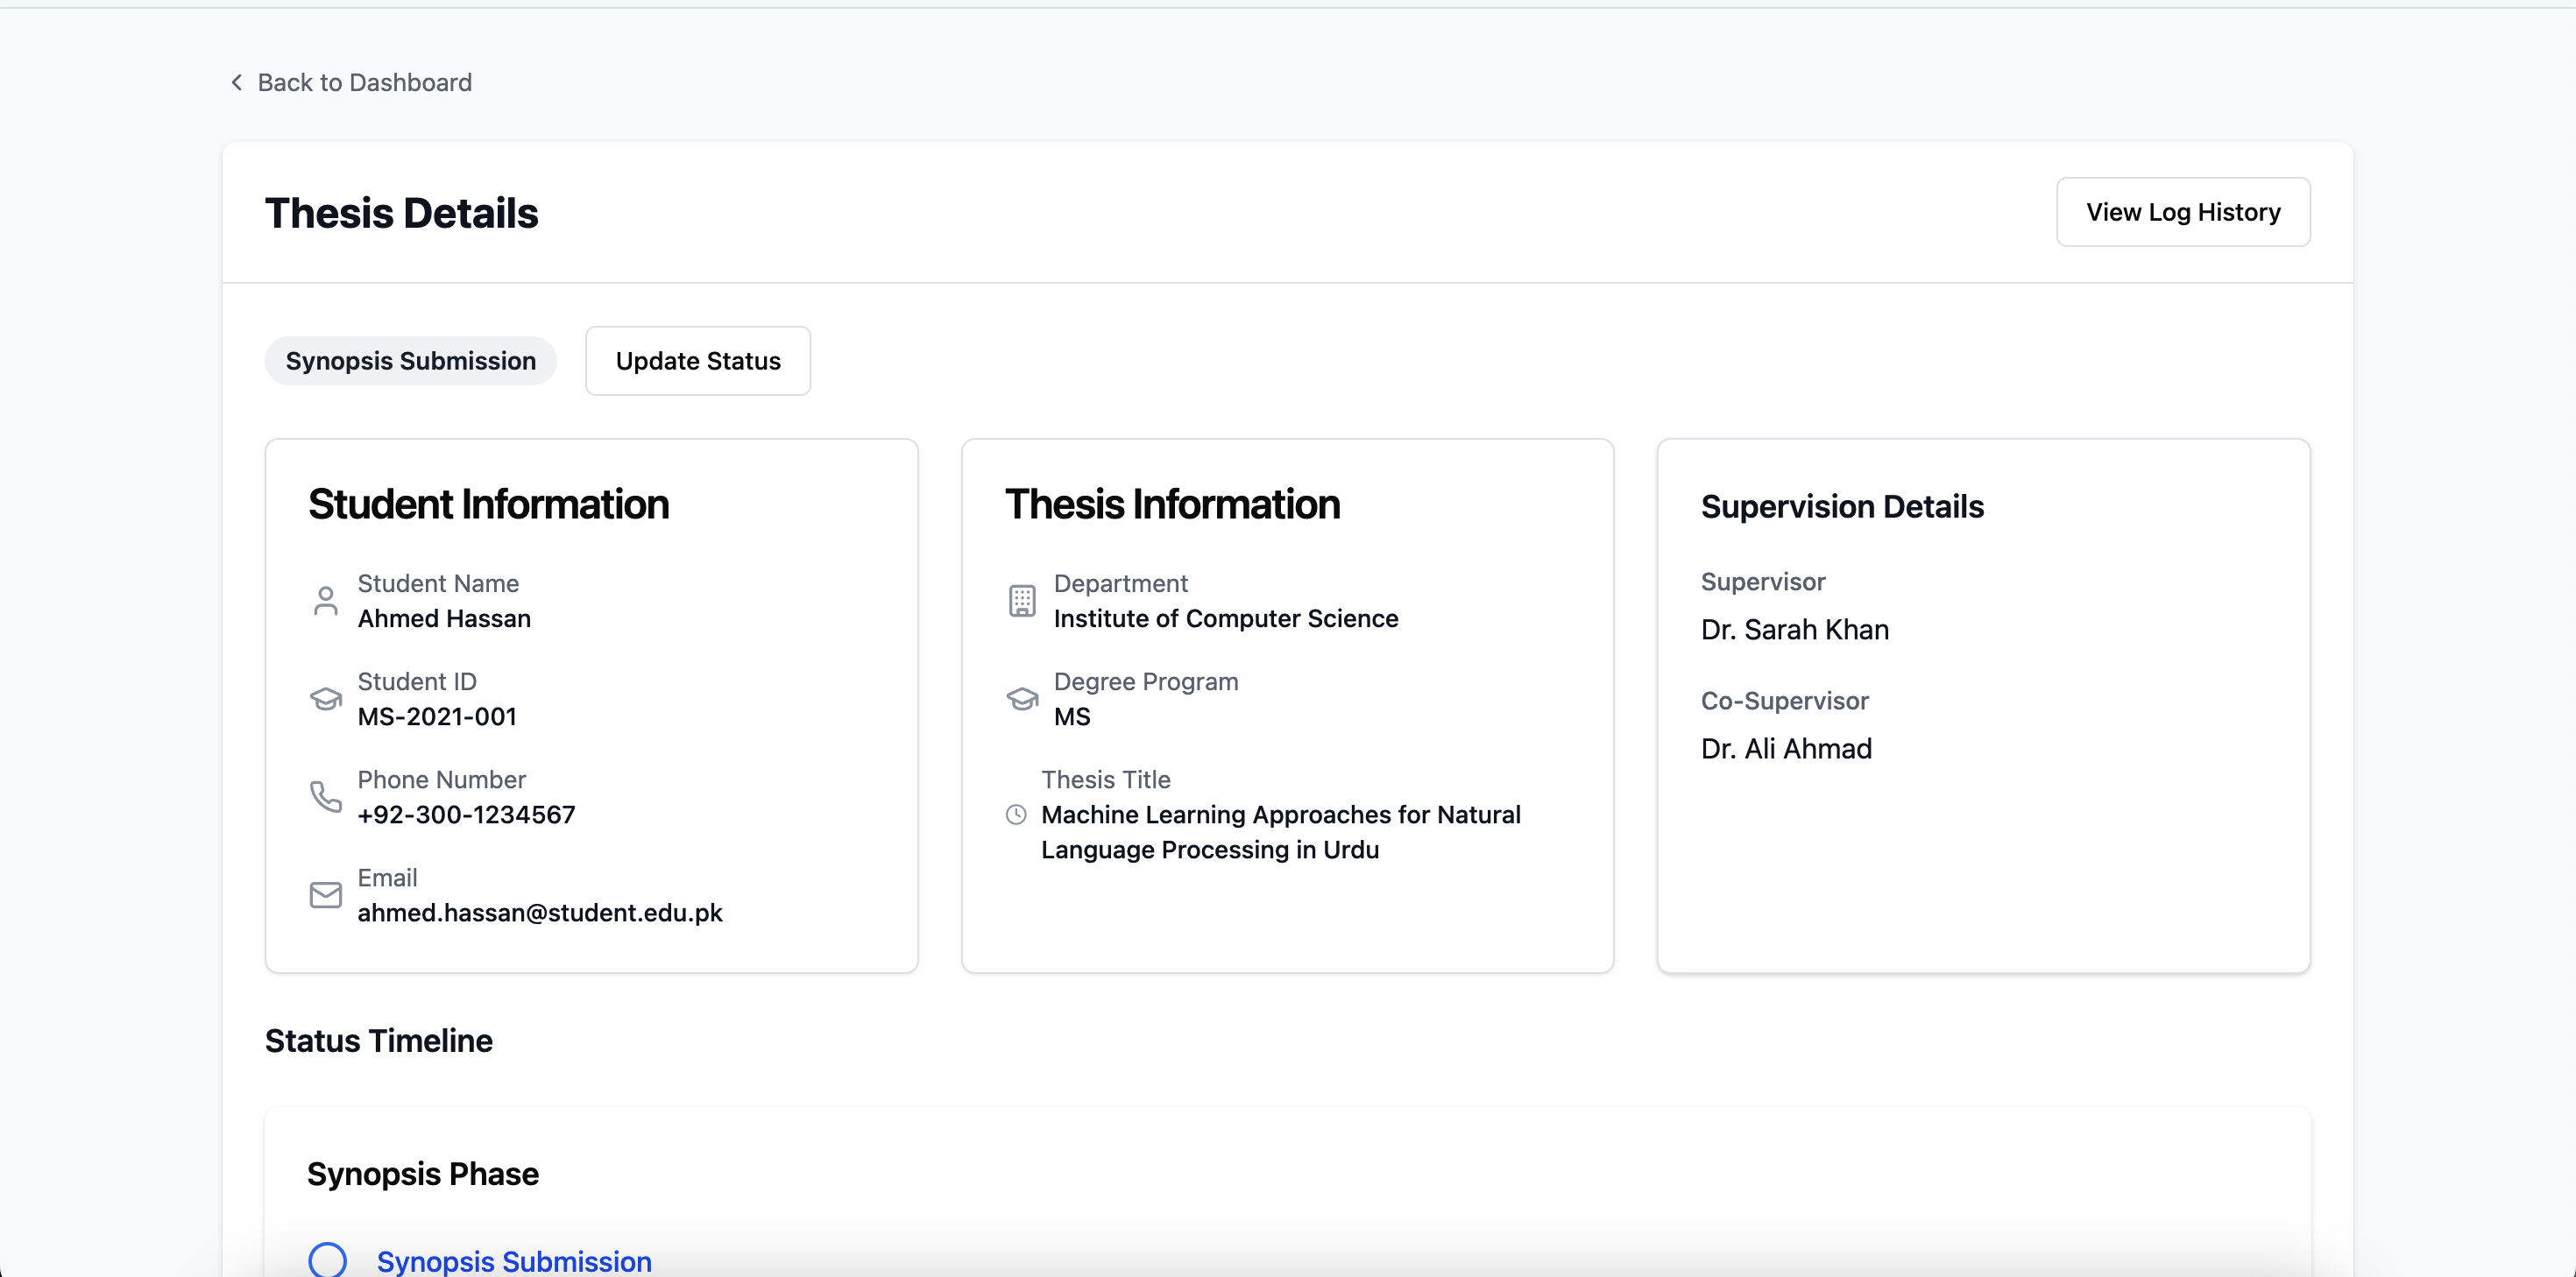 Back to Dashboard
Thesis Details
View Log History
Synopsis Submission
Update Status
Student Information
Student Name
Ahmed Hassan
Student ID
MS-2021-001
Phone Number
+92-300-1234567
Email
ahmed.hassan@student.edu.pk
Thesis Information
Department
Institute of Computer Science
Degree Program
MS
Thesis Title
Machine Learning Approaches for Natural
Language Processing in Urdu
Supervision Details
Supervisor
Dr. Sarah Khan
Co-Supervisor
Dr. Ali Ahmad
Status Timeline
Synopsis Phase
Synopsis Submission